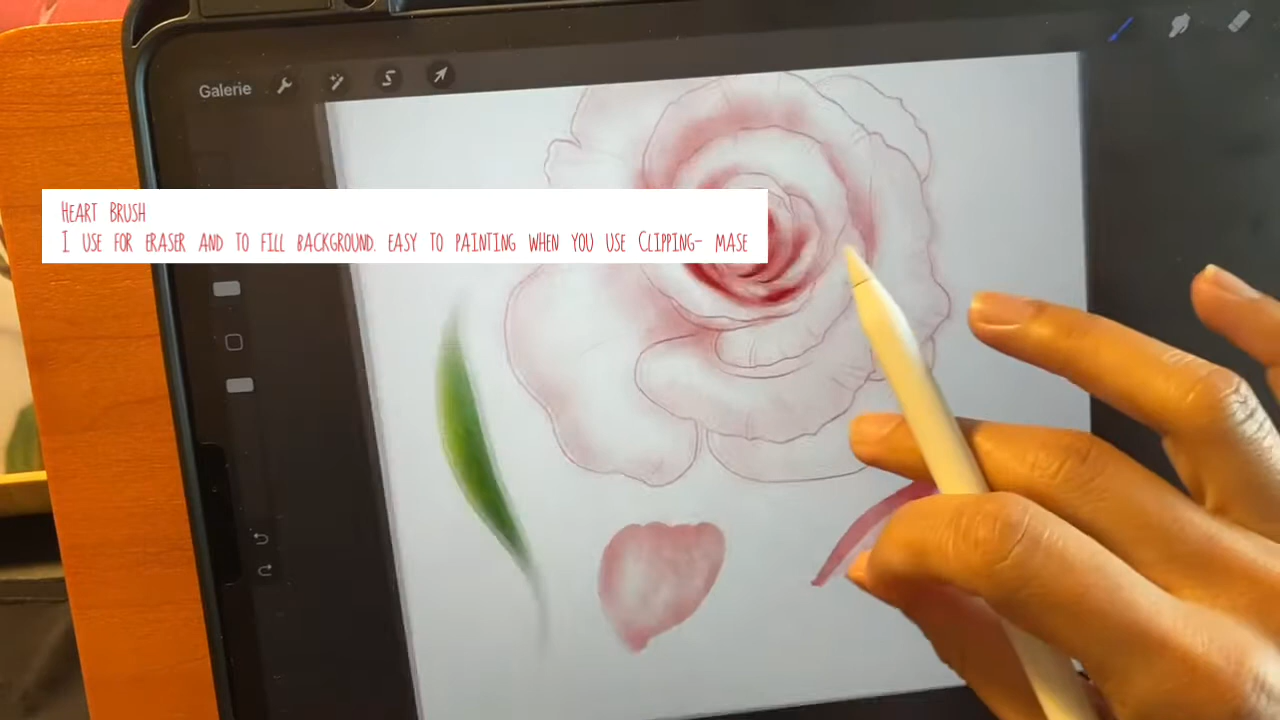 Galerie
Heart Brush
I use for eraser and to fill background. easy to painting when you use Clipping- mase